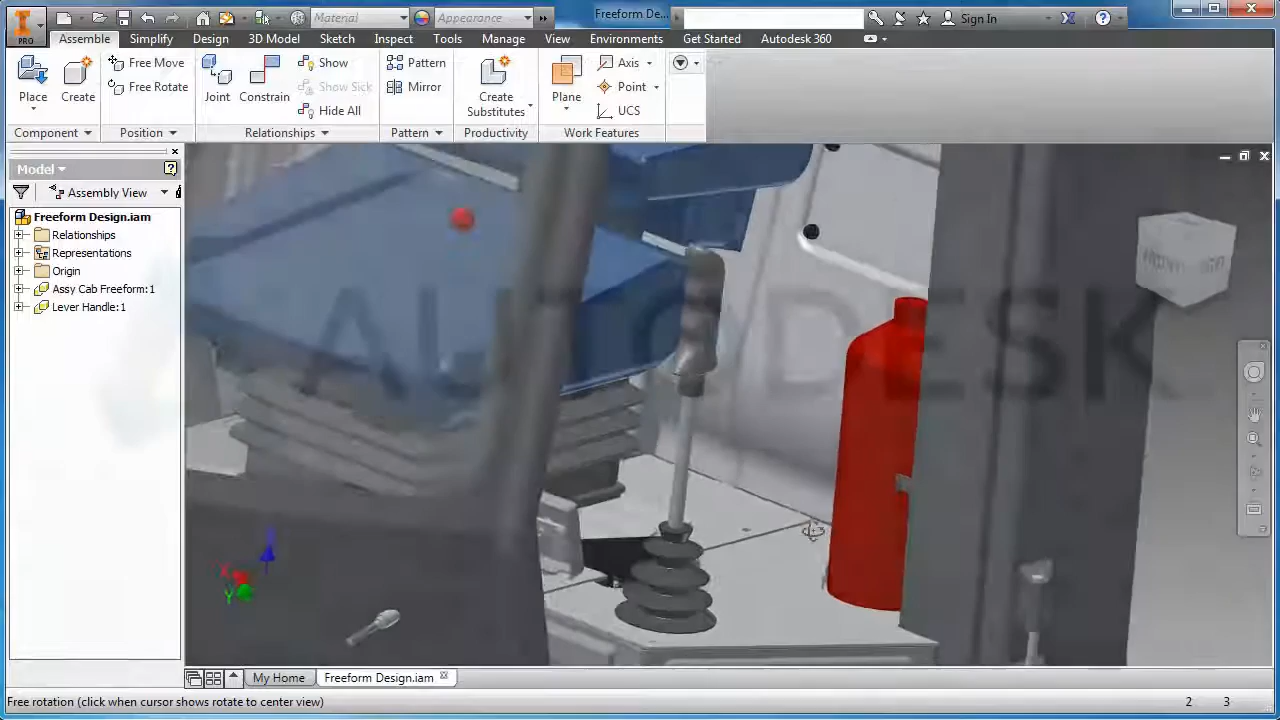 Material
Appearance
Freeform De...
Sign In
PRO
Assemble Simplify Design 3D Model Sketch Inspect Tools Manage View Environments Get Started Autodesk 360
Place Create Free Move Free Rotate Joint Constrain Show Show Sick Hide All Pattern Mirror Create Substitutes Plane Axis Point UCS
Component Position Relationships Pattern Productivity Work Features
Model
Assembly View
Freeform Design.iam
Relationships
Representations
Origin
Assy Cab Freeform:1
Lever Handle:1
AUTODESK
X
Y
My Home Freeform Design.iam
Free rotation (click when cursor shows rotate to center view) 2 3